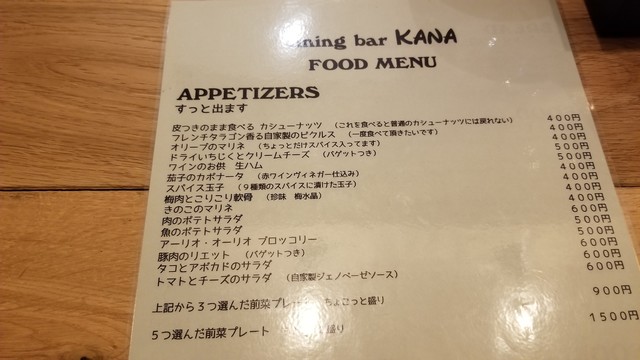 ning bar KANA
FOOD MENU
APPETIZERS
すっと出ます
皮つきのまま食べる カシューナッツ （これを食べると普通のカシューナッツには戻れない） 400円
フレンチタラゴン香る自家製のピクルス （一度食べて頂きたいです） 400円
オリーブのマリネ （ちょっとだけスパイス入ってます） 400円
ドライいちじくとクリームチーズ （バゲットつき） 500円
ワインのお供 生ハム 500円
茄子のカポナータ （赤ワインヴィネガー仕込み） 400円
スパイス玉子 （9種類のスパイスに漬けた玉子） 400円
梅肉とこりこり軟骨 （珍味 梅水晶） 400円
きのこのマリネ 400円
肉のポテトサラダ 600円
魚のポテトサラダ 500円
アーリオ・オーリオ ブロッコリー 500円
豚肉のリエット （バゲットつき） 600円
タコとアボカドのサラダ 600円
トマトとチーズのサラダ （自家製ジェノベーゼソース） 600円
上記から3つ選んだ前菜プレート ちょこっと盛り 900円
5つ選んだ前菜プレート 盛り 1500円